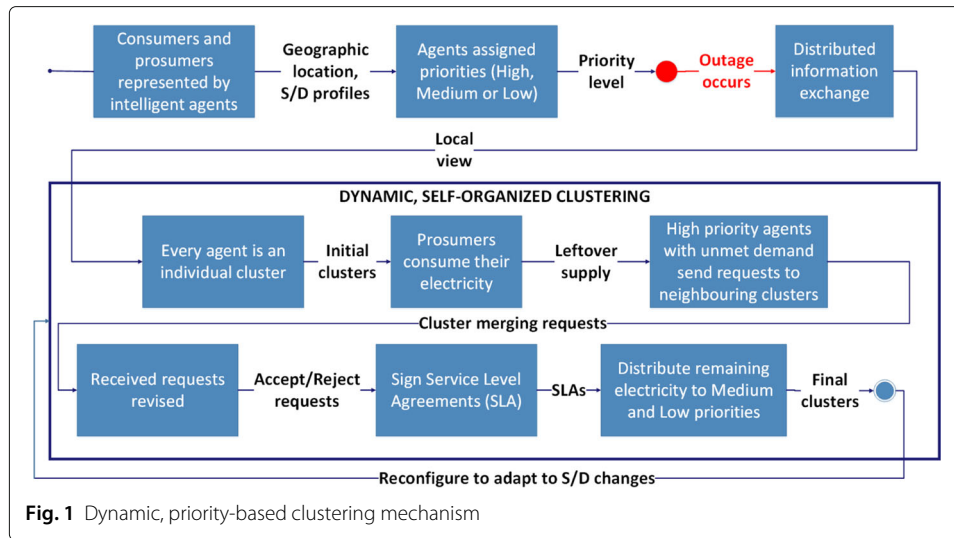 Consumers and
prosumers
represented by
intelligent agents
Geographic
location,
S/D profiles
Agents assigned
priorities (High,
Medium or Low)
Priority
level
Outage
occurs
Distributed
information
exchange
Local
view
DYNAMIC, SELF-ORGANIZED CLUSTERING
Every agent is an
individual cluster
Initial
clusters
Prosumers
consume their
electricity
Leftover
supply
High priority agents
with unmet demand
send requests to
neighbouring clusters
Cluster merging requests
Received requests
revised
Accept/Reject
requests
Sign Service Level
Agreements (SLA)
SLAs
Distribute remaining
electricity to Medium
and Low priorities
Final
clusters
Reconfigure to adapt to S/D changes
Fig. 1 Dynamic, priority-based clustering mechanism